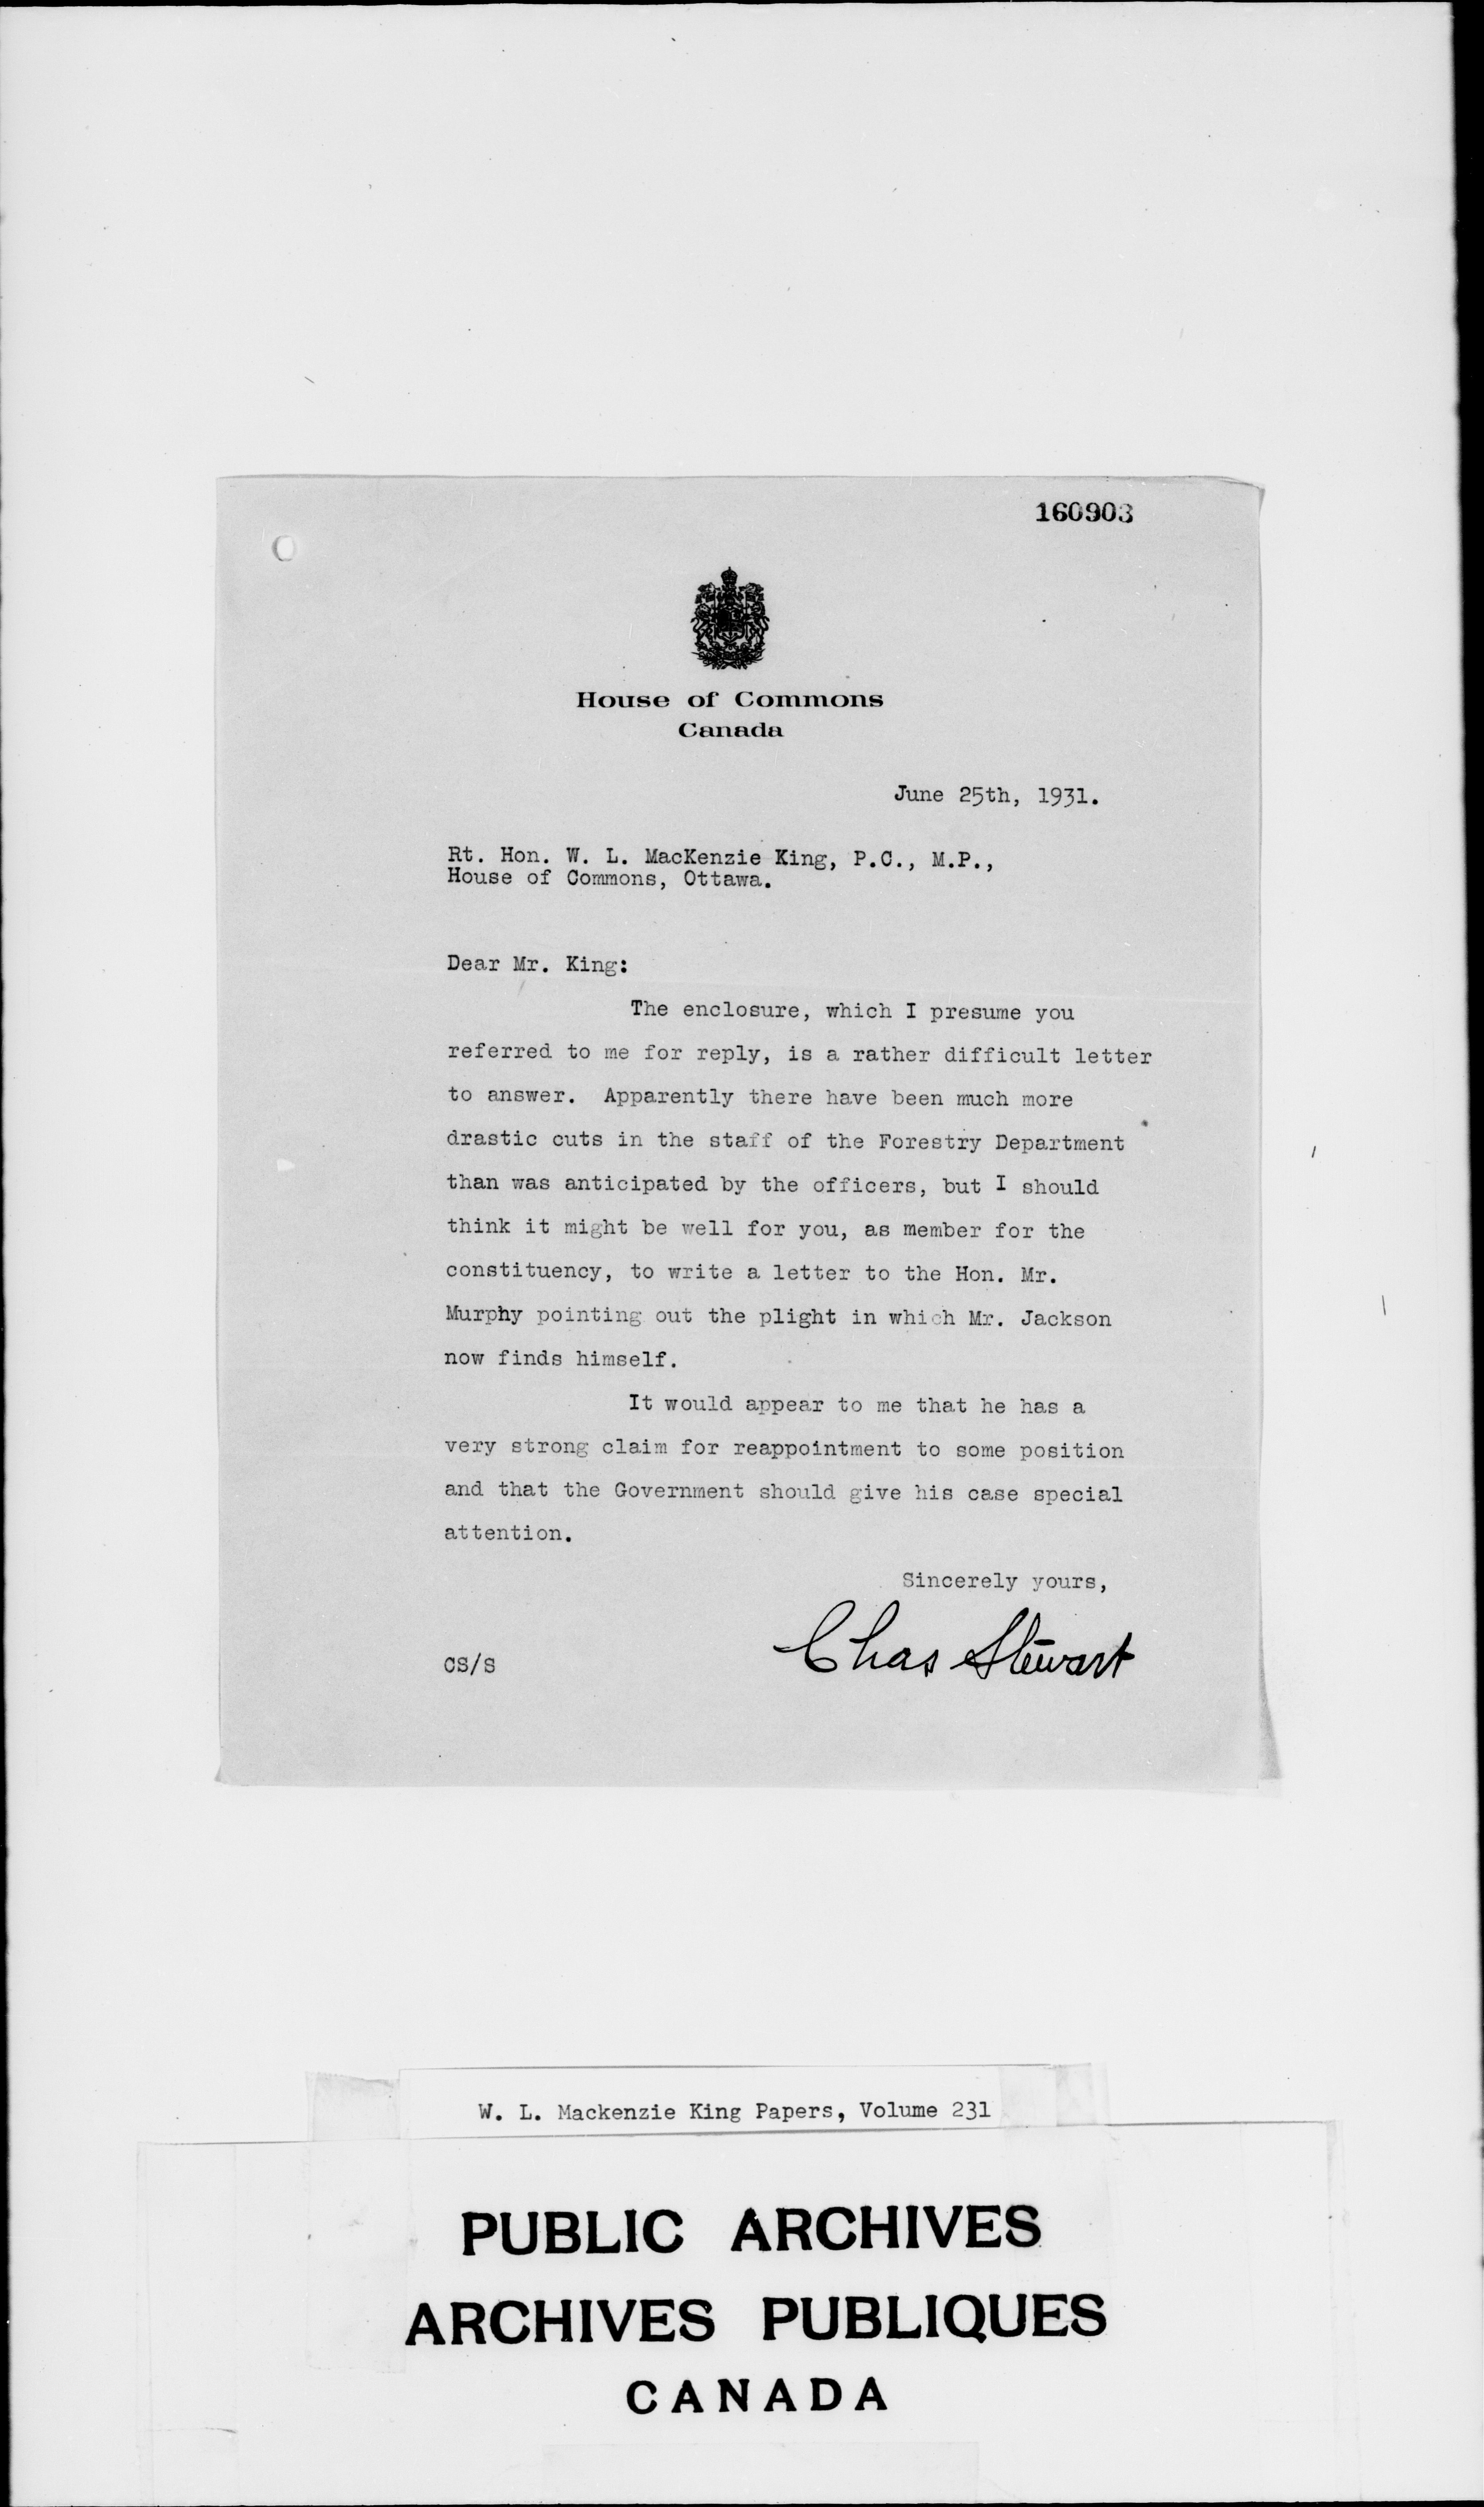 160903
House of Commons
Canada
June 25th, 1931.
Rt. Hon. W. L. MacKenzie King, P.C., M.P.,
House of Commons, Ottawa.
Dear Mr. King:
The enclosure, which I presume you
referred to me for reply, is a rather difficult letter
to answer. Apparently there have been much more
drastic cuts in the staff of the Forestry Department
than was anticipated by the officers, but I should
think it might be well for you, as member for the
constituency, to write a letter to the Hon. Mr.
Murphy pointing out the plight in which Mr. Jackson
now finds himself.
It would appear to me that he has a
very strong claim for reappointment to some position
and that the Government should give his case special
attention.
Sincerely yours,
Chas Stewart
CS/S
W. L. Mackenzie King Papers, Volume 231
PUBLIC ARCHIVES
ARCHIVES PUBLIQUES
CANADA